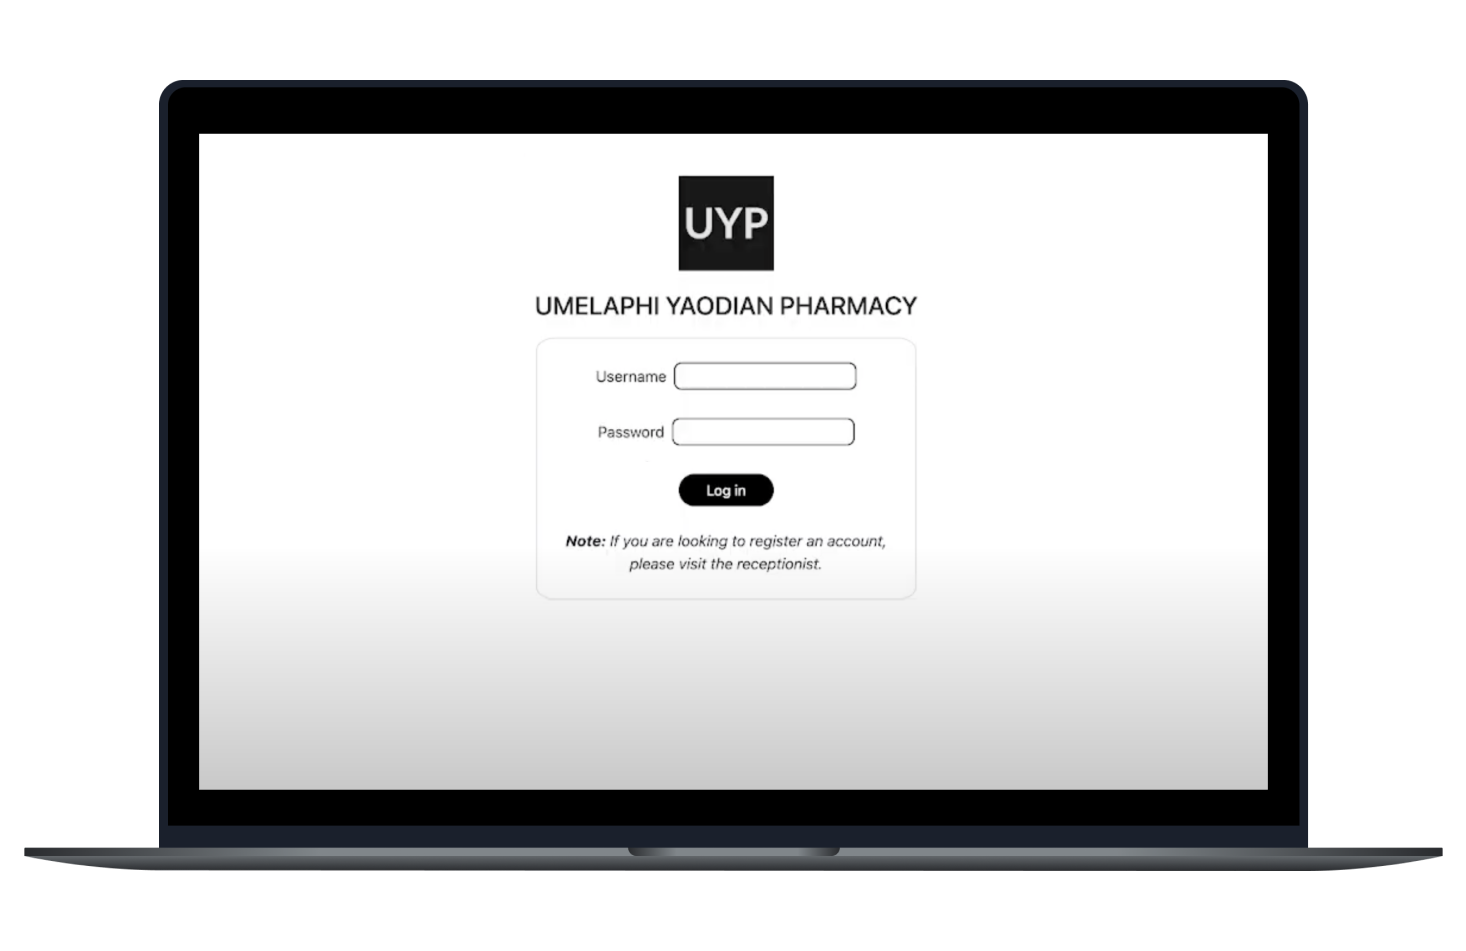 UYP
UMELAPHI YAODIAN PHARMACY
Username
Password
Log in
Note: If you are looking to register an account,
please visit the receptionist.